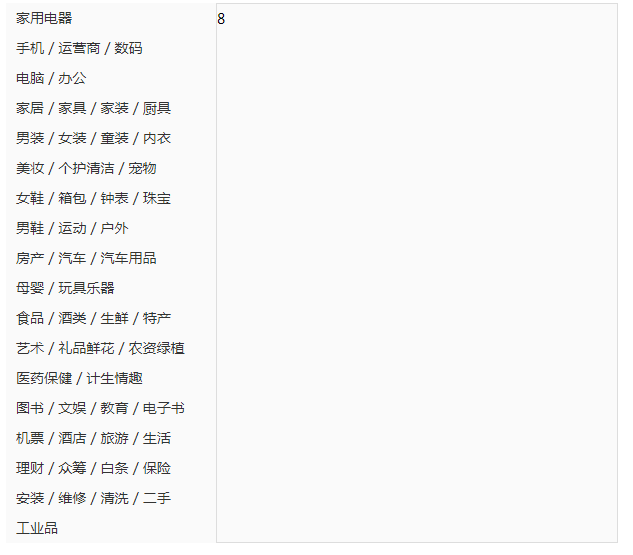 家用电器
8
手机 / 运营商 / 数码
电脑 / 办公
家居 / 家具 / 家装 / 厨具
男装 / 女装 / 童装 / 内衣
美妆 / 个护清洁 / 宠物
女鞋 / 箱包 / 钟表 / 珠宝
男鞋 / 运动 / 户外
房产 / 汽车 / 汽车用品
母婴 / 玩具乐器
食品 / 酒类 / 生鲜 / 特产
艺术 / 礼品鲜花 / 农资绿植
医药保健 / 计生情趣
图书 / 文娱 / 教育 / 电子书
机票 / 酒店 / 旅游 / 生活
理财 / 众筹 / 白条 / 保险
安装 / 维修 / 清洗 / 二手
工业品